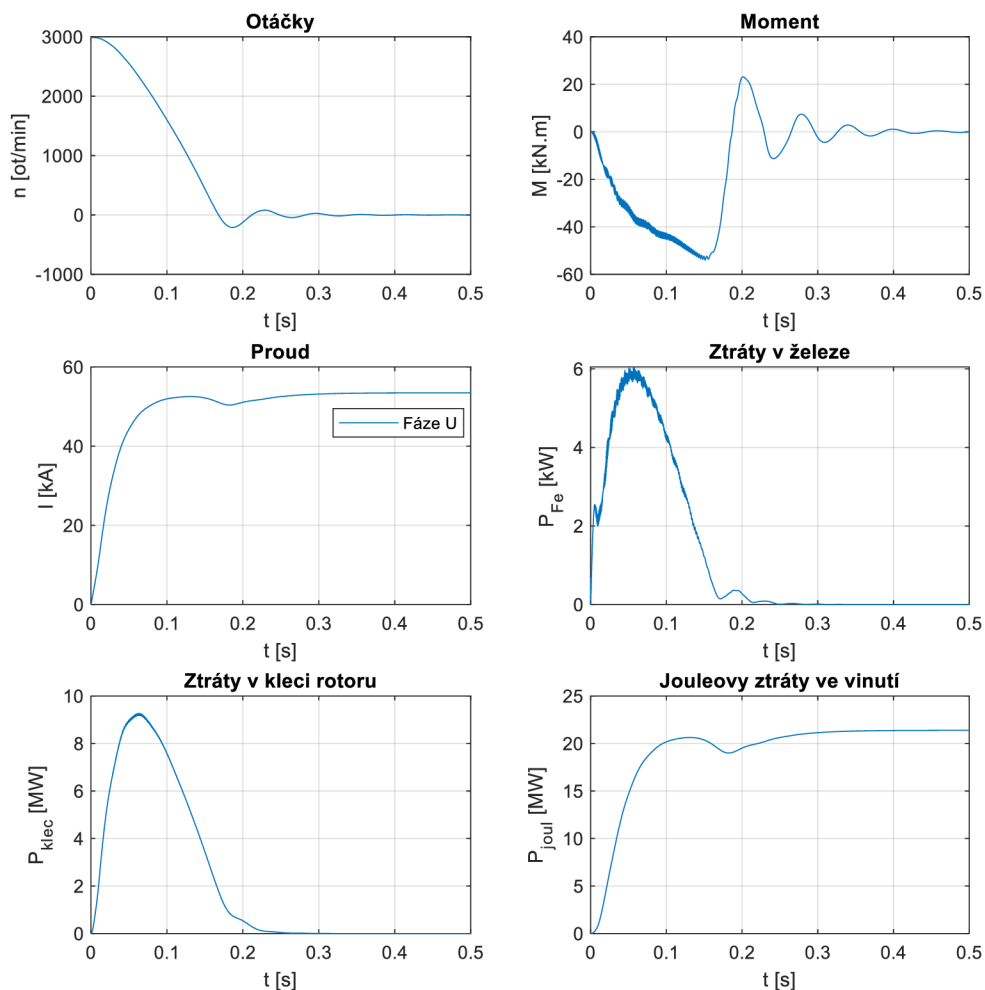 Otáčky
3000
2000
1000
0
-1000
n [ot/min]
0 0.1 0.2 0.3 0.4 0.5
t [s]
Moment
40
20
0
-20
-40
-60
M [kN.m]
0 0.1 0.2 0.3 0.4 0.5
t [s]
Proud
60
40
20
0
I [kA]
Fáze U
0 0.1 0.2 0.3 0.4 0.5
t [s]
Ztráty v železe
6
4
2
0
P_Fe [kW]
0 0.1 0.2 0.3 0.4 0.5
t [s]
Ztráty v kleci rotoru
10
8
6
4
2
0
P_klec [MW]
0 0.1 0.2 0.3 0.4 0.5
t [s]
Jouleovy ztráty ve vinutí
25
20
15
10
5
0
P_joul [MW]
0 0.1 0.2 0.3 0.4 0.5
t [s]